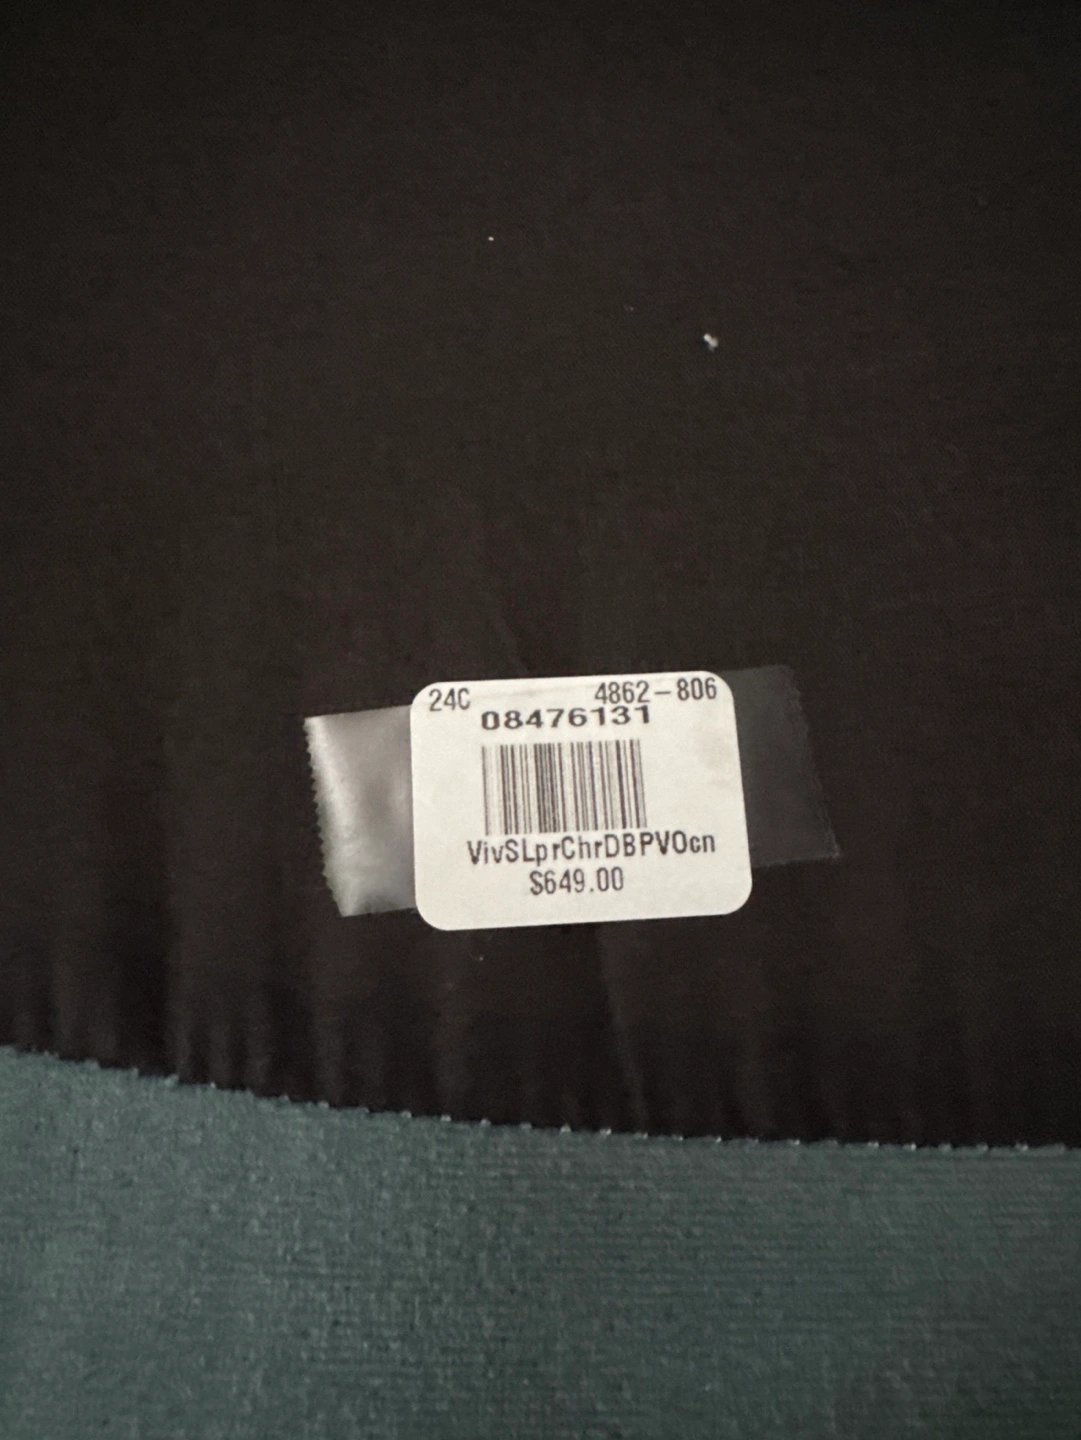 24C 4862-806
08476131
VivSLprChrDBPVOcn
$649.00